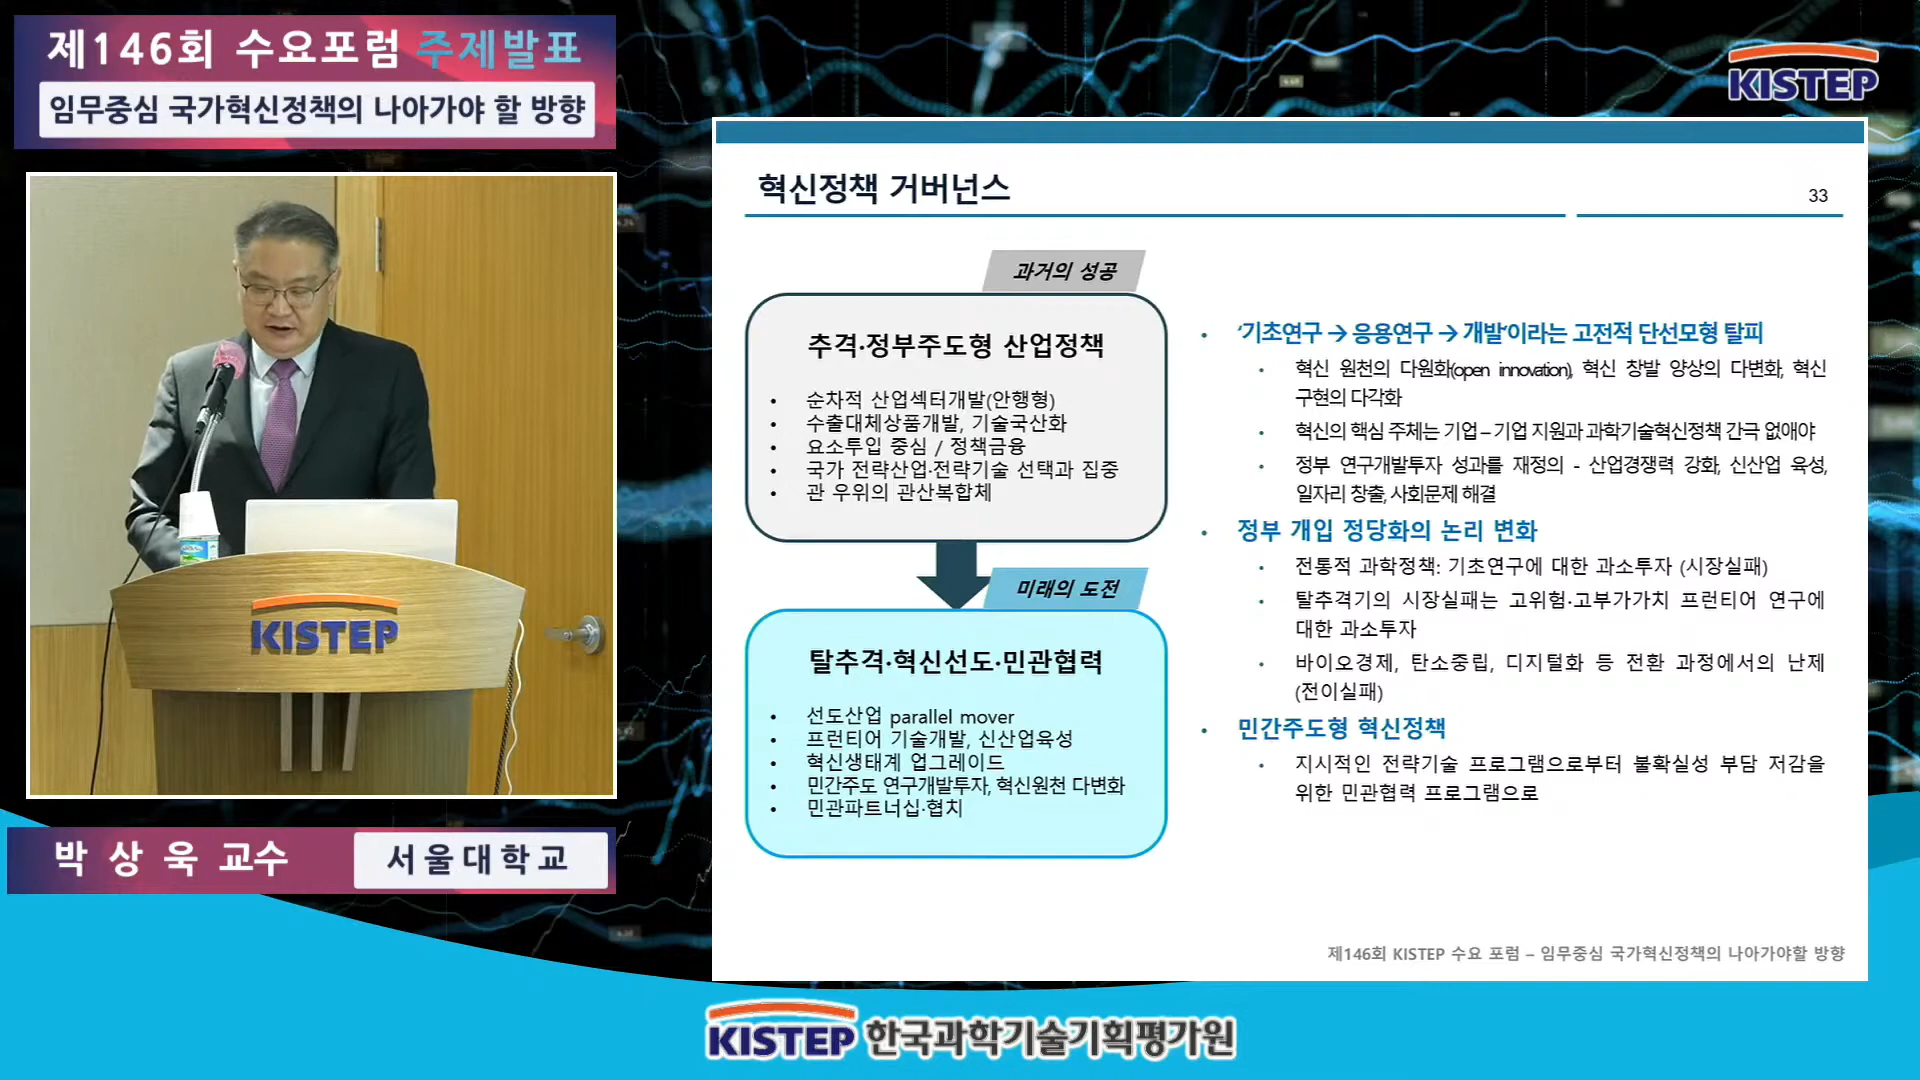 제146회 수요포럼 주제발표
임무중심 국가혁신정책의 나아가야 할 방향
KISTEP
혁신정책 거버넌스
33
과거의 성공
추격·정부주도형 산업정책
• 순차적 산업섹터개발(안행형)
• 수출대체상품개발, 기술국산화
• 요소투입 중심 / 정책금융
• 국가 전략산업·전략기술 선택과 집중
• 관 우위의 관산복합체
미래의 도전
탈추격·혁신선도·민관협력
• 선도산업 parallel mover
• 프런티어 기술개발, 신산업육성
• 혁신생태계 업그레이드
• 민간주도 연구개발투자, 혁신원천 다변화
• 민관파트너십·협치
• '기초연구 → 응용연구 → 개발'이라는 고전적 단선모형 탈피
• 혁신 원천의 다원화(open innovation), 혁신 창발 양상의 다변화, 혁신
구현의 다각화
• 혁신의 핵심 주체는 기업 – 기업 지원과 과학기술혁신정책 간극 없애야
• 정부 연구개발투자 성과를 재정의 - 산업경쟁력 강화, 신산업 육성,
일자리 창출, 사회문제 해결
• 정부 개입 정당화의 논리 변화
• 전통적 과학정책: 기초연구에 대한 과소투자 (시장실패)
• 탈추격기의 시장실패는 고위험·고부가가치 프런티어 연구에
대한 과소투자
• 바이오경제, 탄소중립, 디지털화 등 전환 과정에서의 난제
(전이실패)
• 민간주도형 혁신정책
• 지시적인 전략기술 프로그램으로부터 불확실성 부담 저감을
위한 민관협력 프로그램으로
제146회 KISTEP 수요 포럼 – 임무중심 국가혁신정책의 나아가야할 방향
KISTEP
박상욱 교수
서울대학교
KISTEP 한국과학기술기획평가원